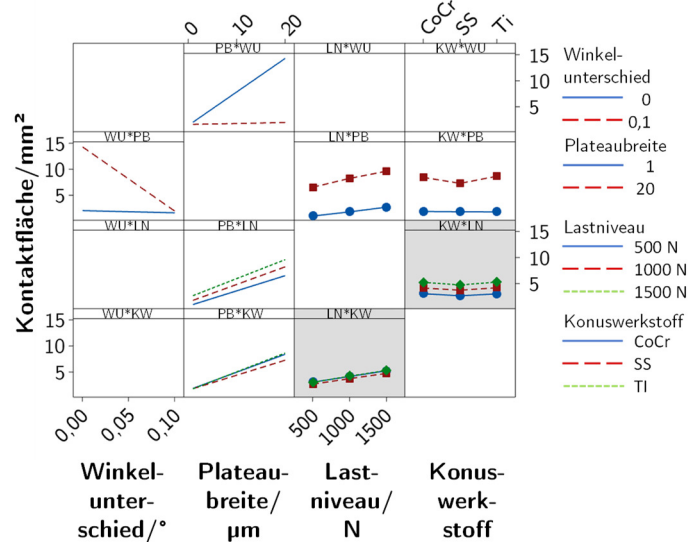 0
10
20
CoCr
SS
Ti
PB*WU
LN*WU
KW*WU
15
10
5
WU*PB
LN*PB
KW*PB
15
10
5
WU*LN
PB*LN
KW*LN
15
10
5
WU*KW
PB*KW
LN*KW
15
10
5
Kontaktfläche/mm²
0,00
0,05
0,10
500
1000
1500
Winkel-
unter-
schied/°
Plateau-
breite/
µm
Last-
niveau/
N
Konus-
werk-
stoff
Winkel-
unterschied
0
0,1
Plateaubreite
1
20
Lastniveau
500 N
1000 N
1500 N
Konuswerkstoff
CoCr
SS
TI